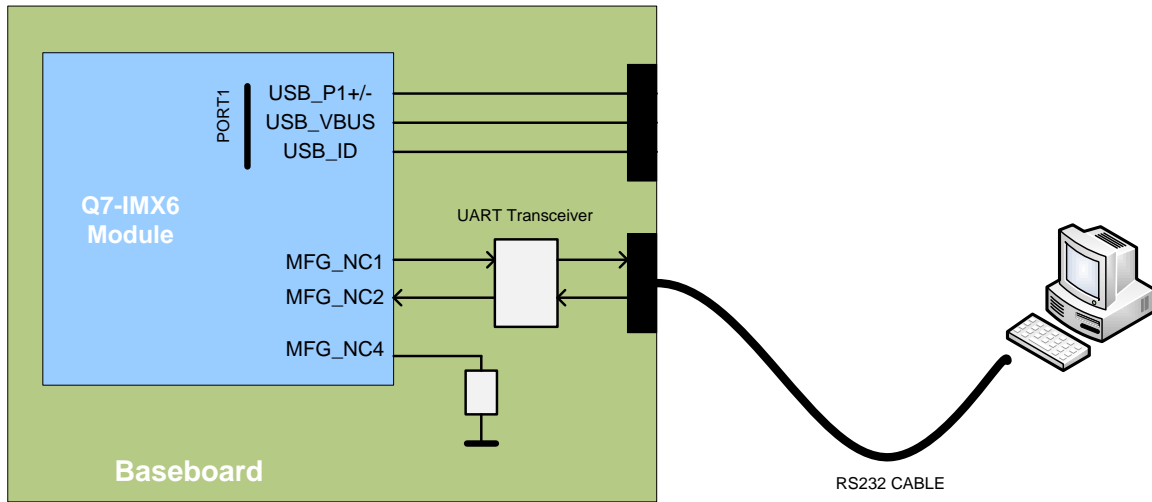 PORT1
USB_P1+/-
USB_VBUS
USB_ID
Q7-IMX6
Module
UART Transceiver
MFG_NC1
MFG_NC2
MFG_NC4
Baseboard
RS232 CABLE